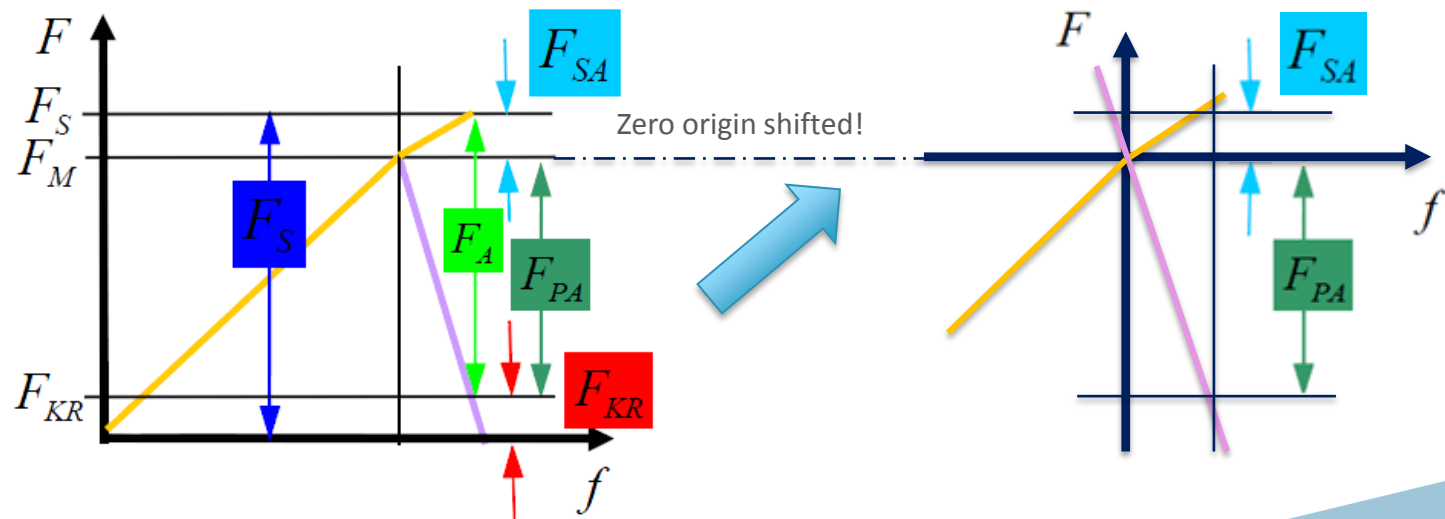 F
F_SA
F_S
F_M
F_S
F_A
F_PA
F_KR
F_KR
f
Zero origin shifted!
F
F_SA
f
F_PA